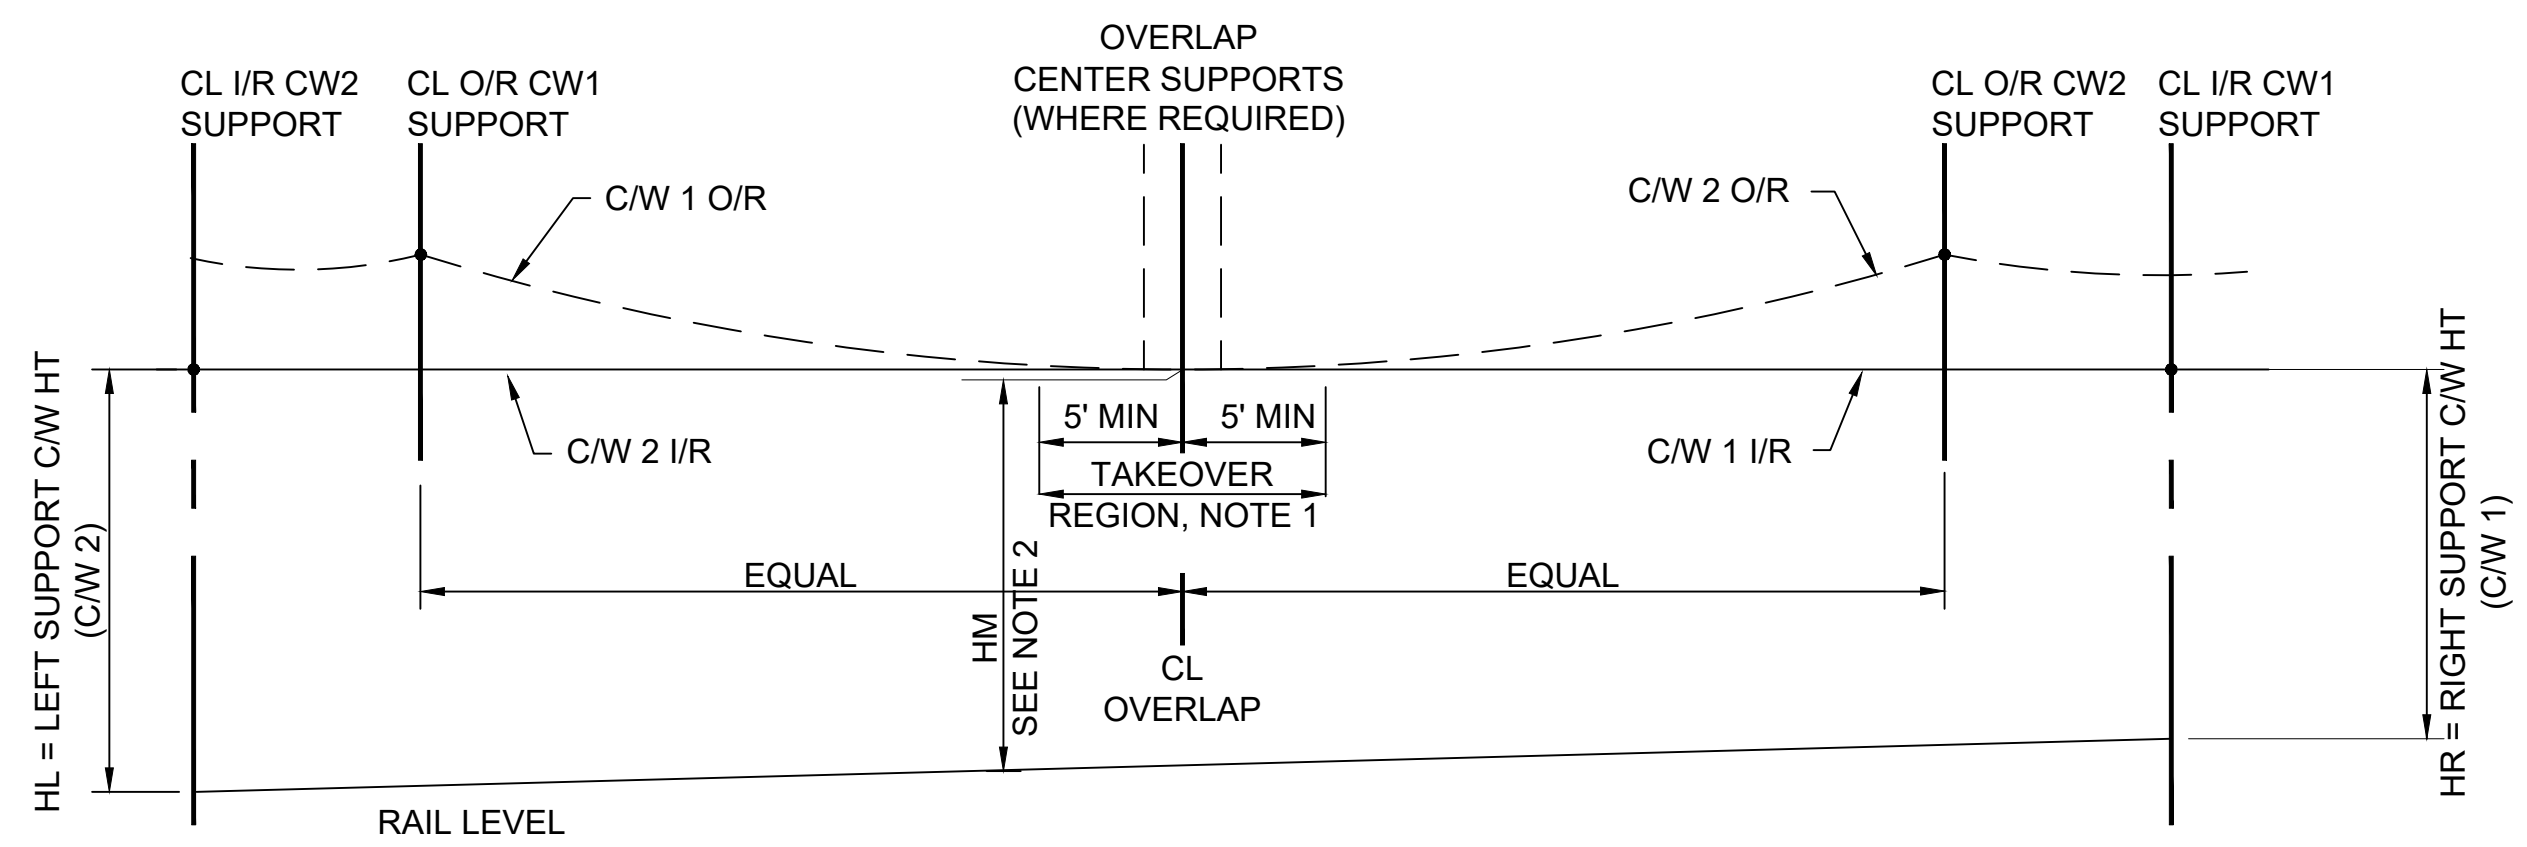 OVERLAP
CENTER SUPPORTS
(WHERE REQUIRED)
CL I/R CW2
SUPPORT
CL O/R CW1
SUPPORT
CL O/R CW2
SUPPORT
CL I/R CW1
SUPPORT
C/W 1 O/R
C/W 2 O/R
5' MIN
5' MIN
C/W 2 I/R
C/W 1 I/R
TAKEOVER
REGION, NOTE 1
HL = LEFT SUPPORT C/W HT
(C/W 2)
HR = RIGHT SUPPORT C/W HT
(C/W 1)
EQUAL
EQUAL
HM
SEE NOTE 2
CL
OVERLAP
RAIL LEVEL